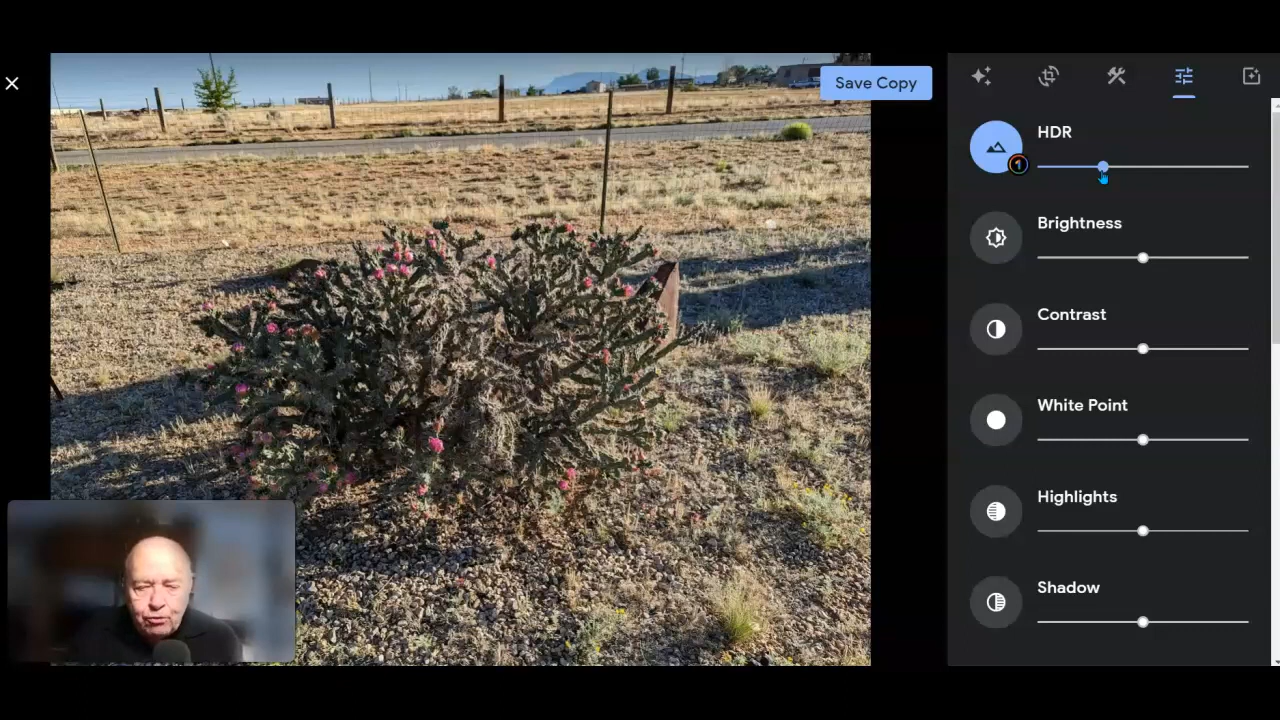 Save Copy
HDR
Brightness
Contrast
White Point
Highlights
Shadow